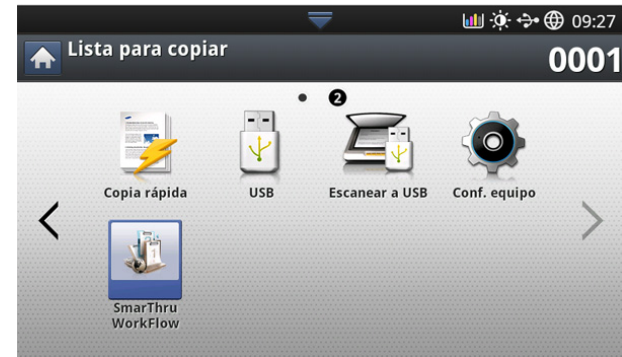 09:27
Lista para copiar
0001
2
Copia rápida
USB
Escanear a USB
Conf. equipo
SmarThru
WorkFlow